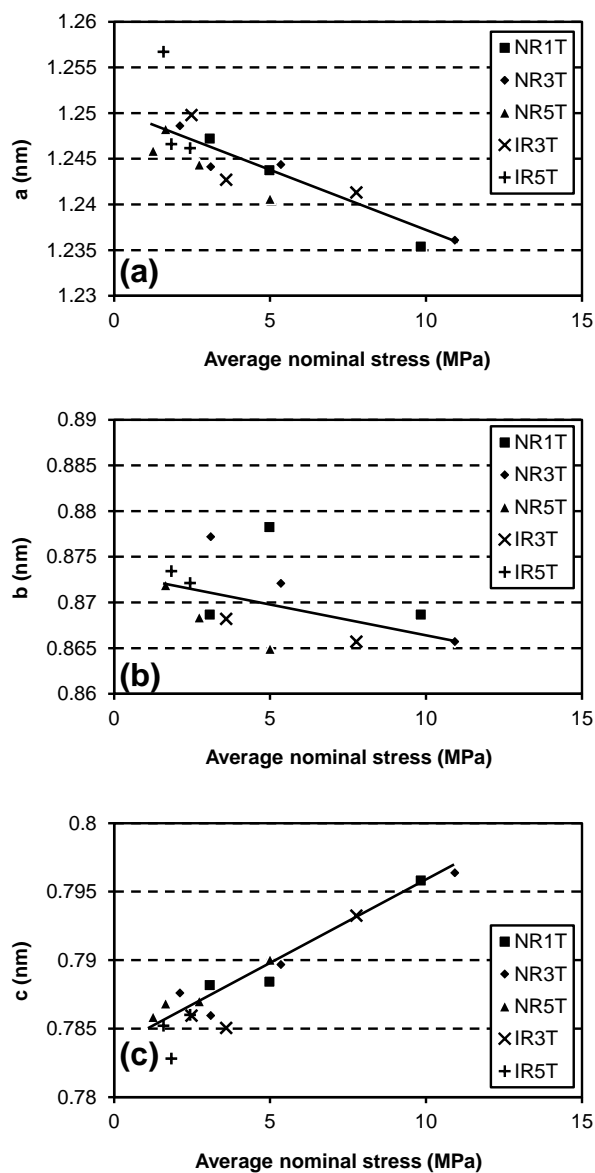 1.26
1.255
1.25
1.245
1.24
1.235
1.23
a (nm)
NR1T
NR3T
NR5T
IR3T
IR5T
(a)
0 5 10 15
Average nominal stress (MPa)
0.89
0.885
0.88
0.875
0.87
0.865
0.86
b (nm)
NR1T
NR3T
NR5T
IR3T
IR5T
(b)
0 5 10 15
Average nominal stress (MPa)
0.8
0.795
0.79
0.785
0.78
c (nm)
NR1T
NR3T
NR5T
IR3T
IR5T
(c)
0 5 10 15
Average nominal stress (MPa)